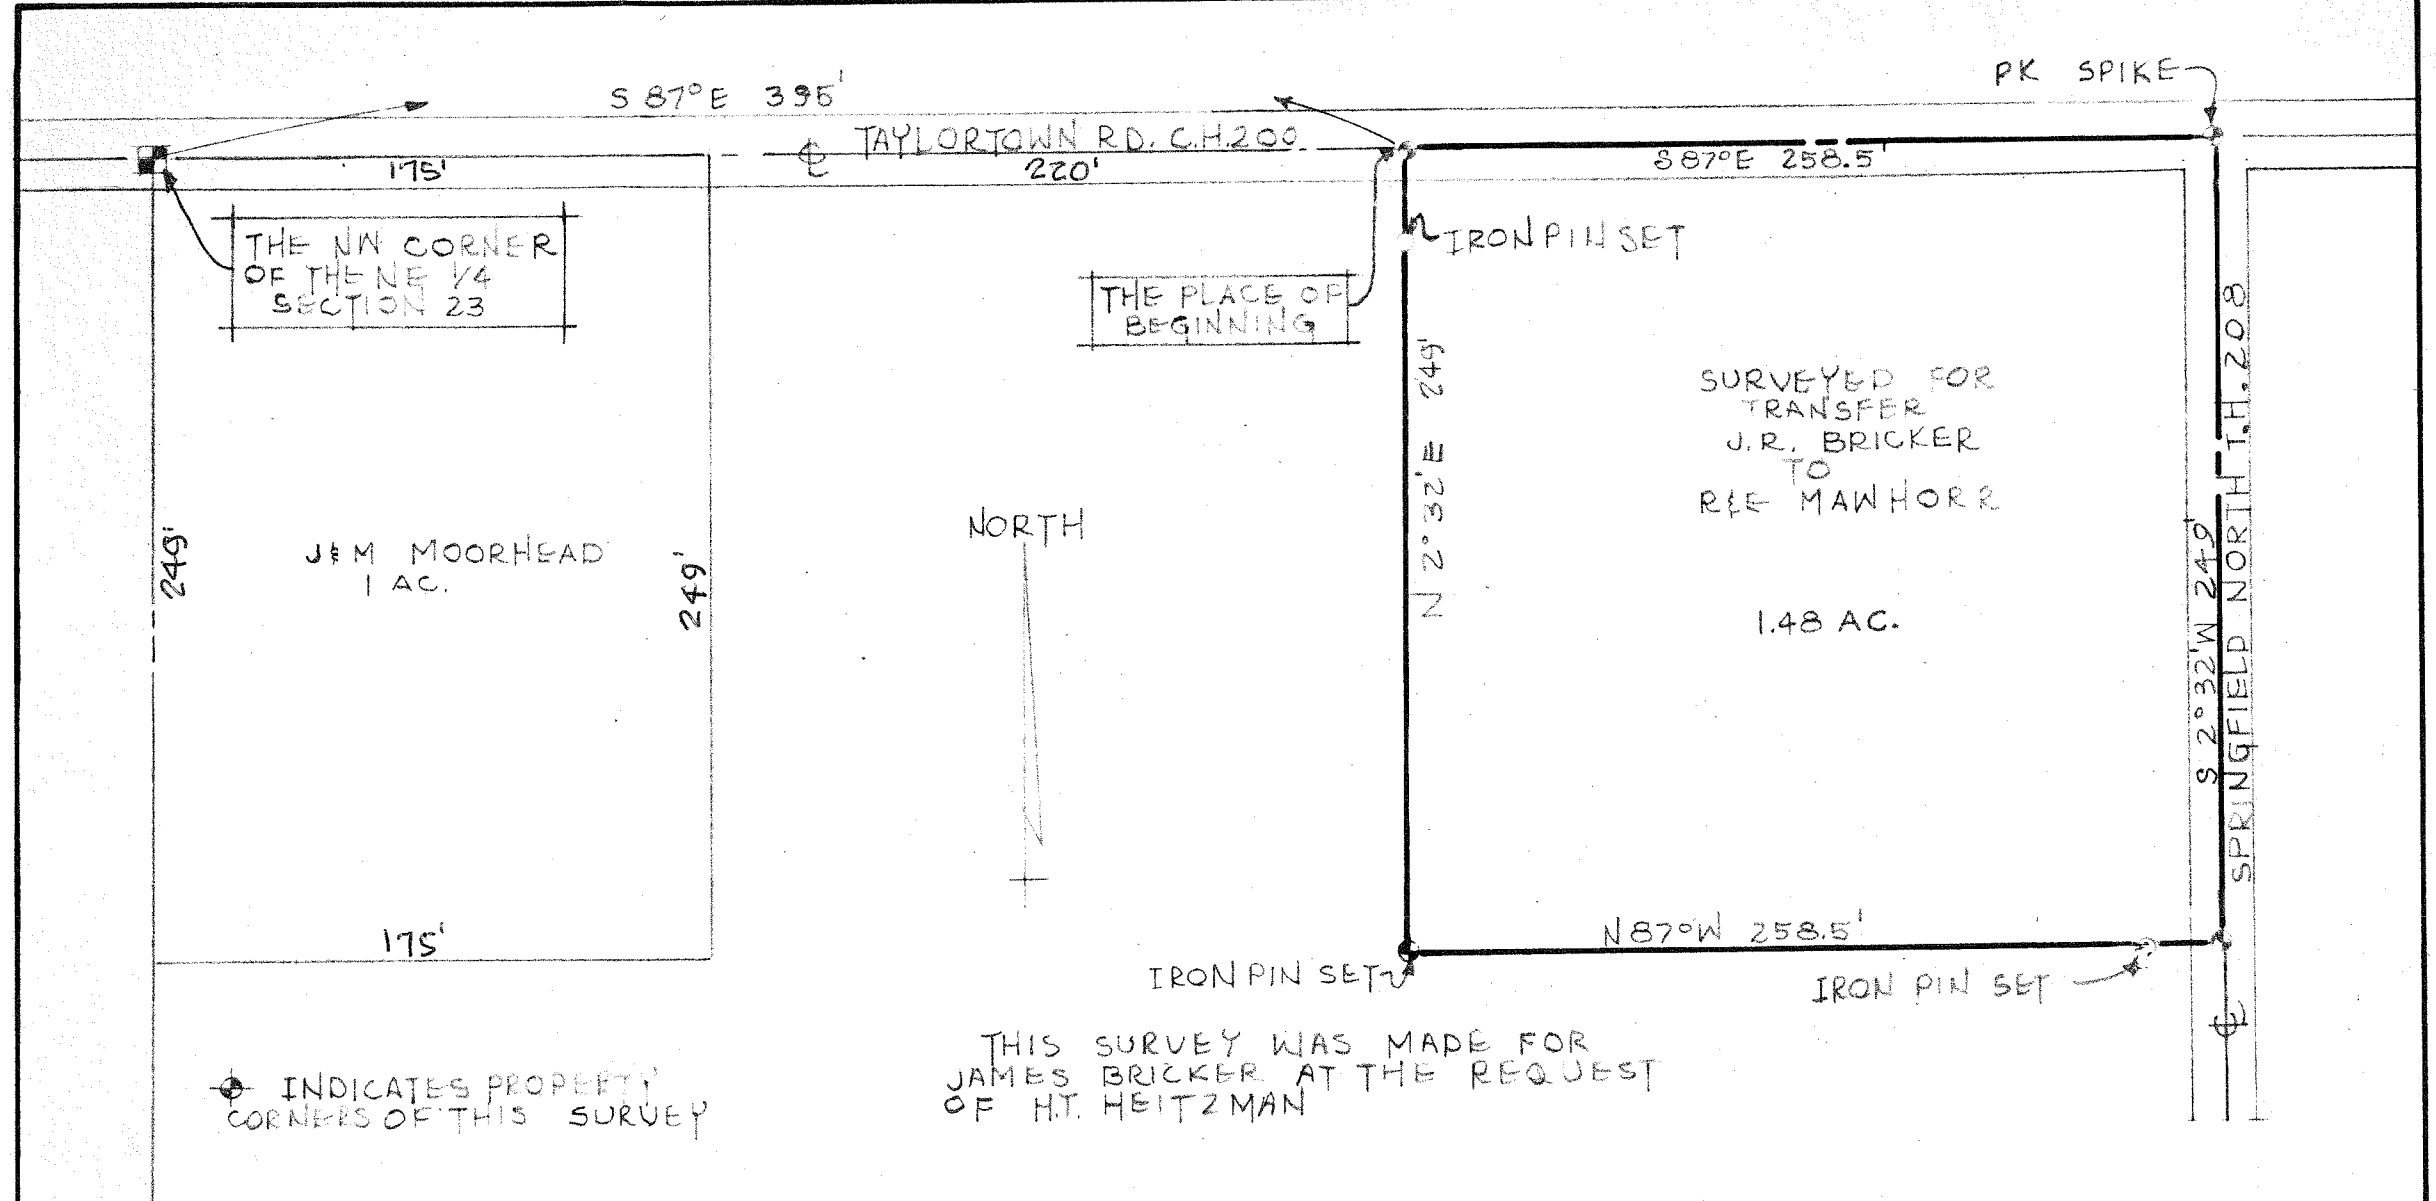 PK SPIKE
S 87° E 395'
TAYLORTOWN RD. C.H.200
175'
220'
S 87° E 258.5'
THE NW CORNER
OF THE NE 1/4
SECTION 23
IRON PIN SET
THE PLACE OF
BEGINNING
N 2° 32' E 249'
SURVEYED FOR
TRANSFER
J.R. BRICKER
TO
R&E MAWHORR
1.48 AC.
S 2° 32' W 249'
SPRINGFIELD NORTH T.H. 208
NORTH
249'
J&M MOORHEAD
1 AC.
249'
175'
N 87° W 258.5'
IRON PIN SET
IRON PIN SET
THIS SURVEY WAS MADE FOR
JAMES BRICKER AT THE REQUEST
OF H.T. HEITZMAN
INDICATES PROPERTY
CORNERS OF THIS SURVEY